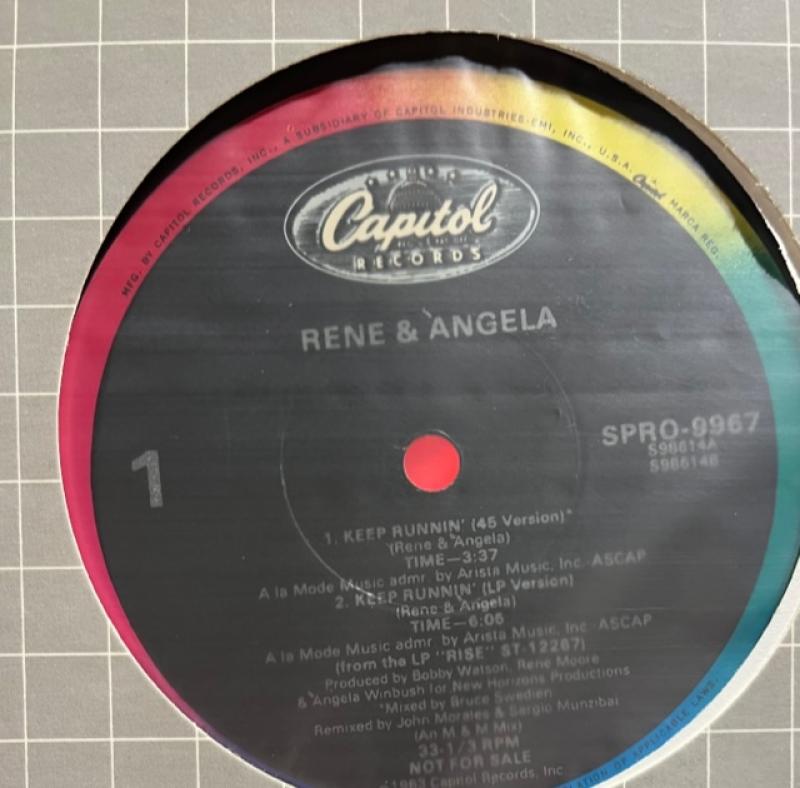 MFG. BY CAPITOL RECORDS, INC., A SUBSIDIARY OF CAPITOL INDUSTRIES-EMI, INC., U.S.A. Capitol MARCA REG.
Capitol
RECORDS
RENE & ANGELA
SPRO-9967
S98614A
S98614B
1
1. KEEP RUNNIN' (45 Version)*
(Rene & Angela)
TIME—3:37
A la Mode Music admr. by Arista Music, Inc. ASCAP
2. KEEP RUNNIN' (LP Version)
(Rene & Angela)
TIME—6:05
A la Mode Music admr. by Arista Music, Inc. ASCAP
(from the LP "RISE" ST-12267)
Produced by Bobby Watson, Rene Moore
& Angela Winbush for New Horizons Productions
*Mixed by Bruce Swedien
Remixed by John Morales & Sergio Munzibai
(An M & M Mix)
33-1/3 RPM
NOT FOR SALE
1983 Capitol Records, Inc.
OF APPLICABLE LAWS.